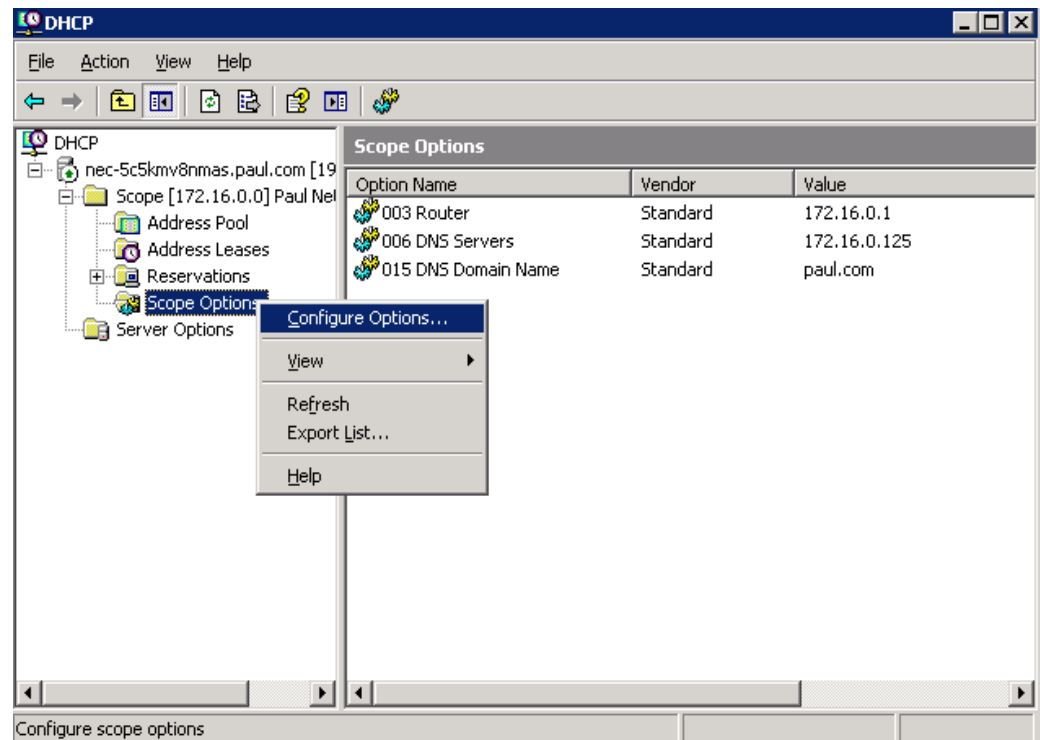 DHCP
File Action View Help
DHCP
nec-5c5kmv8nmas.paul.com [19
Scope [172.16.0.0] Paul Net
Address Pool
Address Leases
Reservations
Scope Options
Server Options
Scope Options
Option Name Vendor Value
003 Router Standard 172.16.0.1
006 DNS Servers Standard 172.16.0.125
015 DNS Domain Name Standard paul.com
Configure Options...
View
Refresh
Export List...
Help
Configure scope options